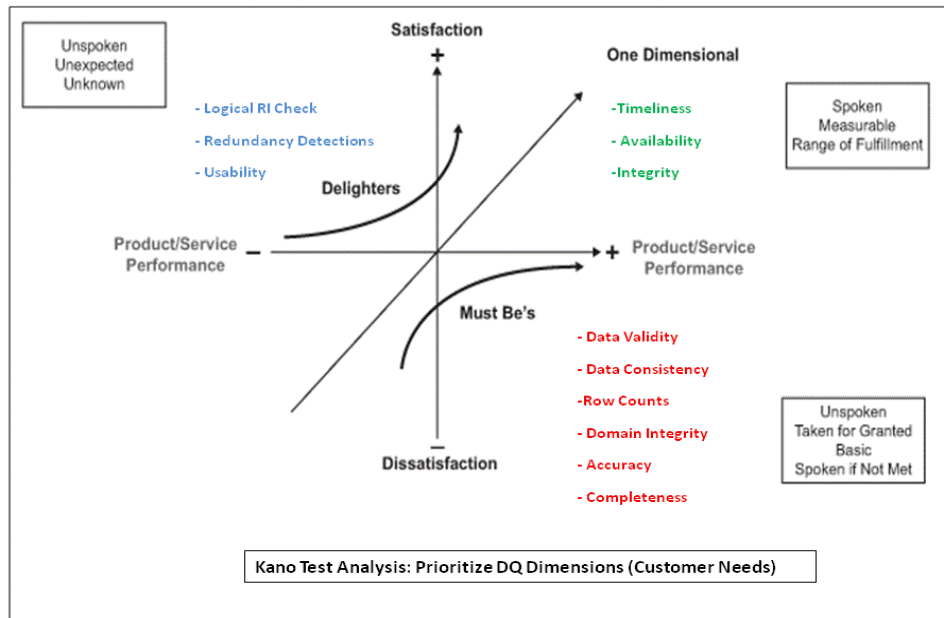 Unspoken
Unexpected
Unknown
Satisfaction
+
One Dimensional
- Logical RI Check
- Redundancy Detections
- Usability
-Timeliness
- Availability
-Integrity
Spoken
Measurable
Range of Fulfillment
Delighters
Product/Service
Performance
–
+
Product/Service
Performance
Must Be's
- Data Validity
- Data Consistency
-Row Counts
- Domain Integrity
- Accuracy
- Completeness
Unspoken
Taken for Granted
Basic
Spoken if Not Met
–
Dissatisfaction
Kano Test Analysis: Prioritize DQ Dimensions (Customer Needs)